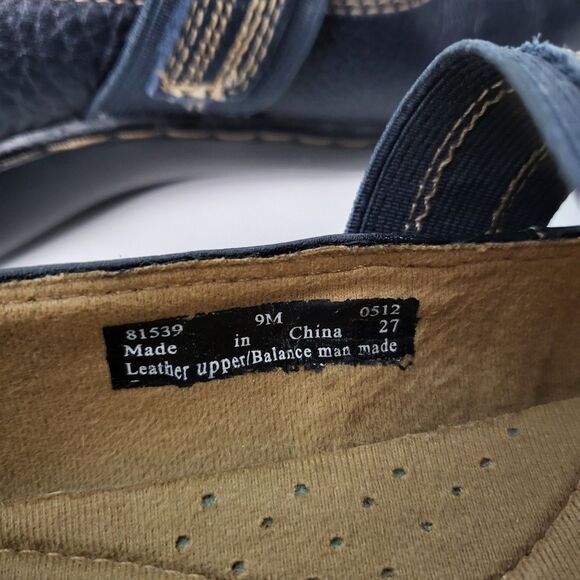 81539 9M 0512
Made in China 27
Leather upper/Balance man made